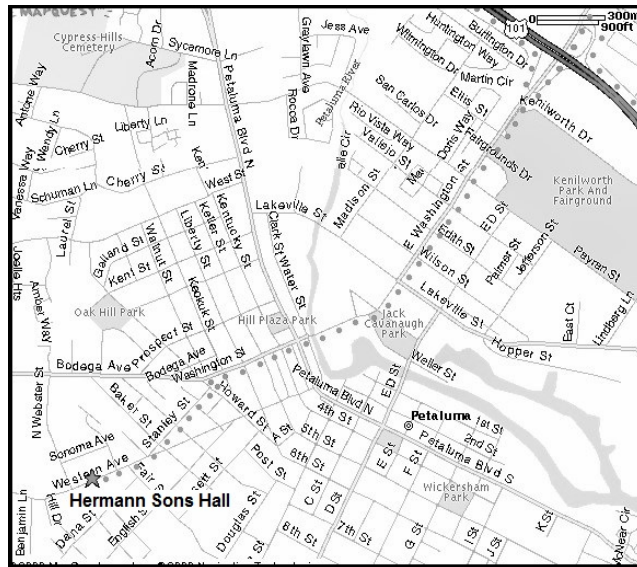 MAPQUEST
Cypress Hills
Cemetery
Acorn Dr
Sycamore Ln
Graylawn Ave
Jess Ave
Petaluma River
101
0 300m
900ft
Huntington Way
Burlington Dr
Wilmington Dr
Martin Cir
San Carlos Dr
Ellis St
Kenilworth Dr
Antone Way
Wendy Ln
Madrone Ln
Petaluma Blvd N
Rocca Dr
Rio Vista Way
Vallejo St
Doris Way
Fairgrounds Dr
Liberty Ln
Cherry St
Vanessa Way
Schuman Ln
Cherry St
West St
Madison St
E Washington St
Kenilworth
Park And
Fairground
Lakeville St
Laurel St
Galland St
Kent St
Walnut St
Liberty St
Keller St
Kentucky St
Keokuk St
Clark St
Water St
Edith St
Wilson St
ED St
Palmer St
Jefferson St
Payran St
Joelle Hts
Amber Way
Oak Hill Park
Prospect St
Hill Plaza Park
Jack
Cavanaugh
Park
Lakeville St
Hopper St
East Ct
Lindberg Ln
Bodega Ave
Bodega Ave
Washington St
Weller St
N Webster St
Baker St
Stanley St
Howard St
A St
Petaluma Blvd N
4th St
ED St
Petaluma
1st St
2nd St
Sonoma Ave
Western Ave
Post St
5th St
6th St
E St
F St
Petaluma Blvd S
Hermann Sons Hall
Wickersham
Park
C St
D St
Benjamin Ln
Hill Dr
Dana St
English St
Douglas St
8th St
7th St
G St
I St
J St
K St
McNear Cir